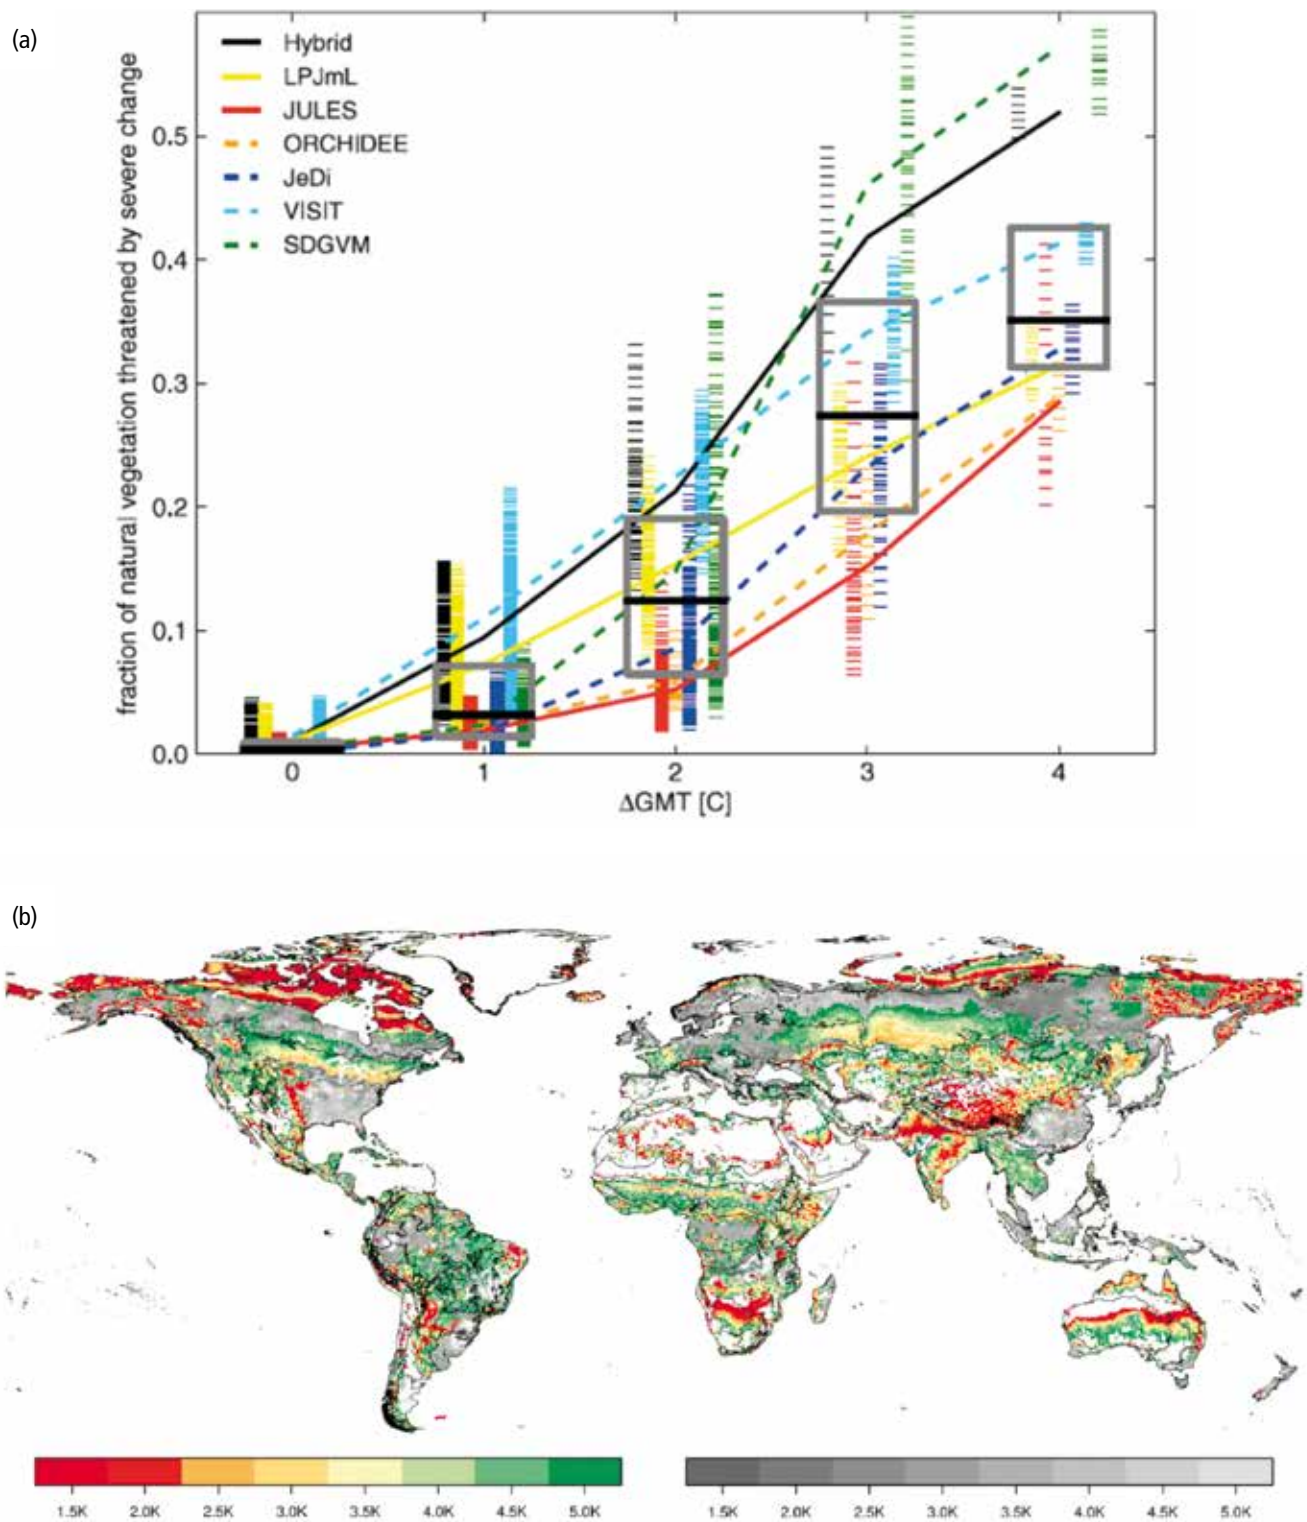 (a)
fraction of natural vegetation threatened by severe change
Hybrid
LPJmL
JULES
ORCHIDEE
JeDi
VISIT
SDGVM
0.5
0.4
0.3
0.2
0.1
0.0
0 1 2 3 4
ΔGMT [C]
(b)
1.5K 2.0K 2.5K 3.0K 3.5K 4.0K 4.5K 5.0K
1.5K 2.0K 2.5K 3.0K 3.5K 4.0K 4.5K 5.0K